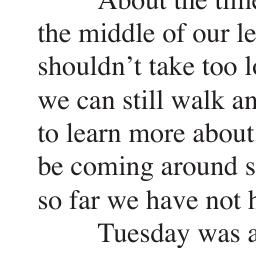 About the time
the middle of our le
shouldn’t take too l
we can still walk an
to learn more about
be coming around s
so far we have not h
Tuesday was a